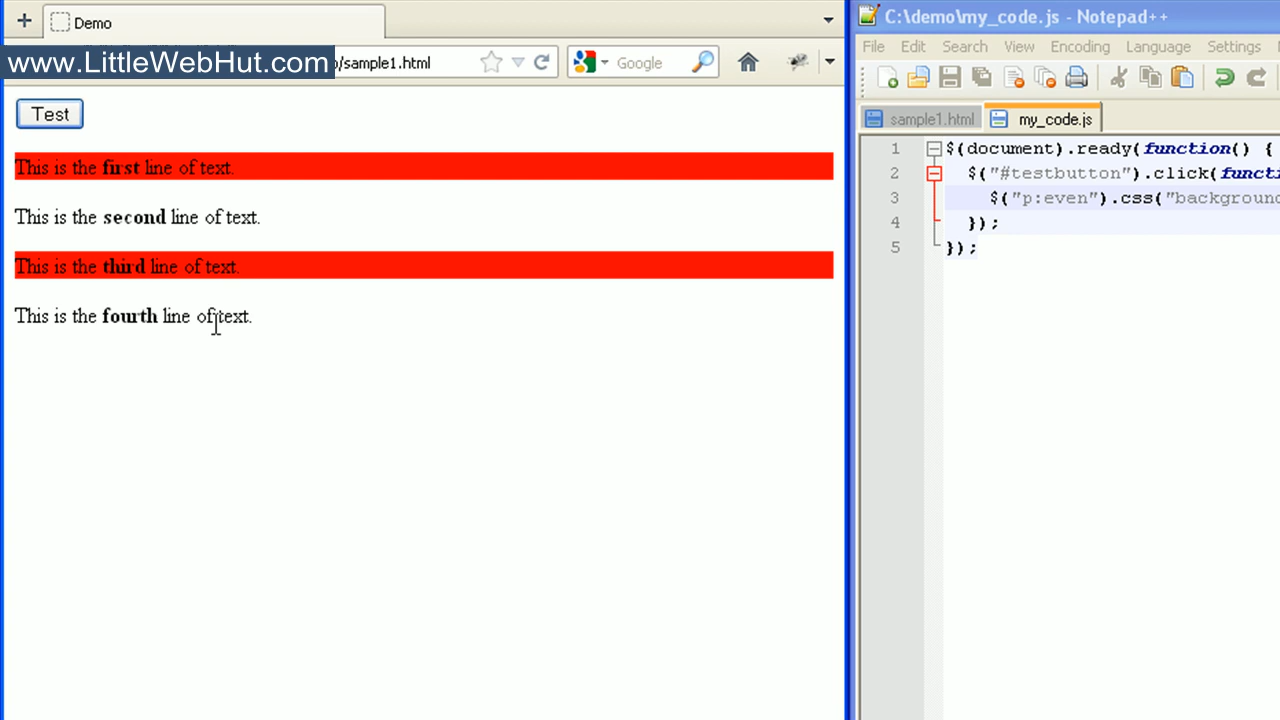 Demo
www.LittleWebHut.com
/sample1.html
Google
Test
This is the first line of text.
This is the second line of text.
This is the third line of text.
This is the fourth line of text.
C:\demo\my_code.js - Notepad++
File Edit Search View Encoding Language Settings
sample1.html my_code.js
1 $(document).ready(function() {
2 $("#testbutton").click(functi
3 $("p:even").css("background
4 });
5 });